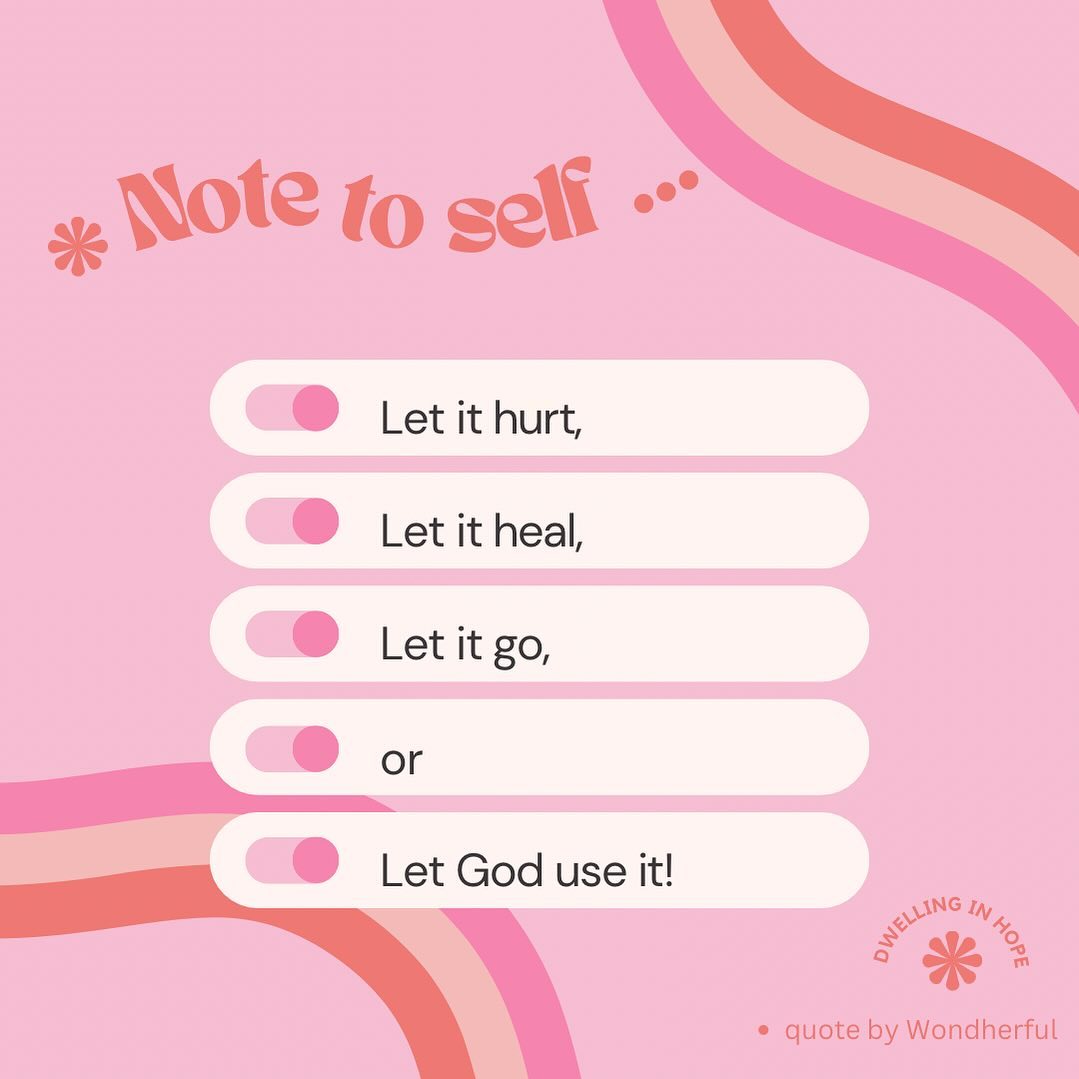 Note to self ...
Let it hurt,
Let it heal,
Let it go,
or
Let God use it!
DWELLING IN HOPE
• quote by Wondherful